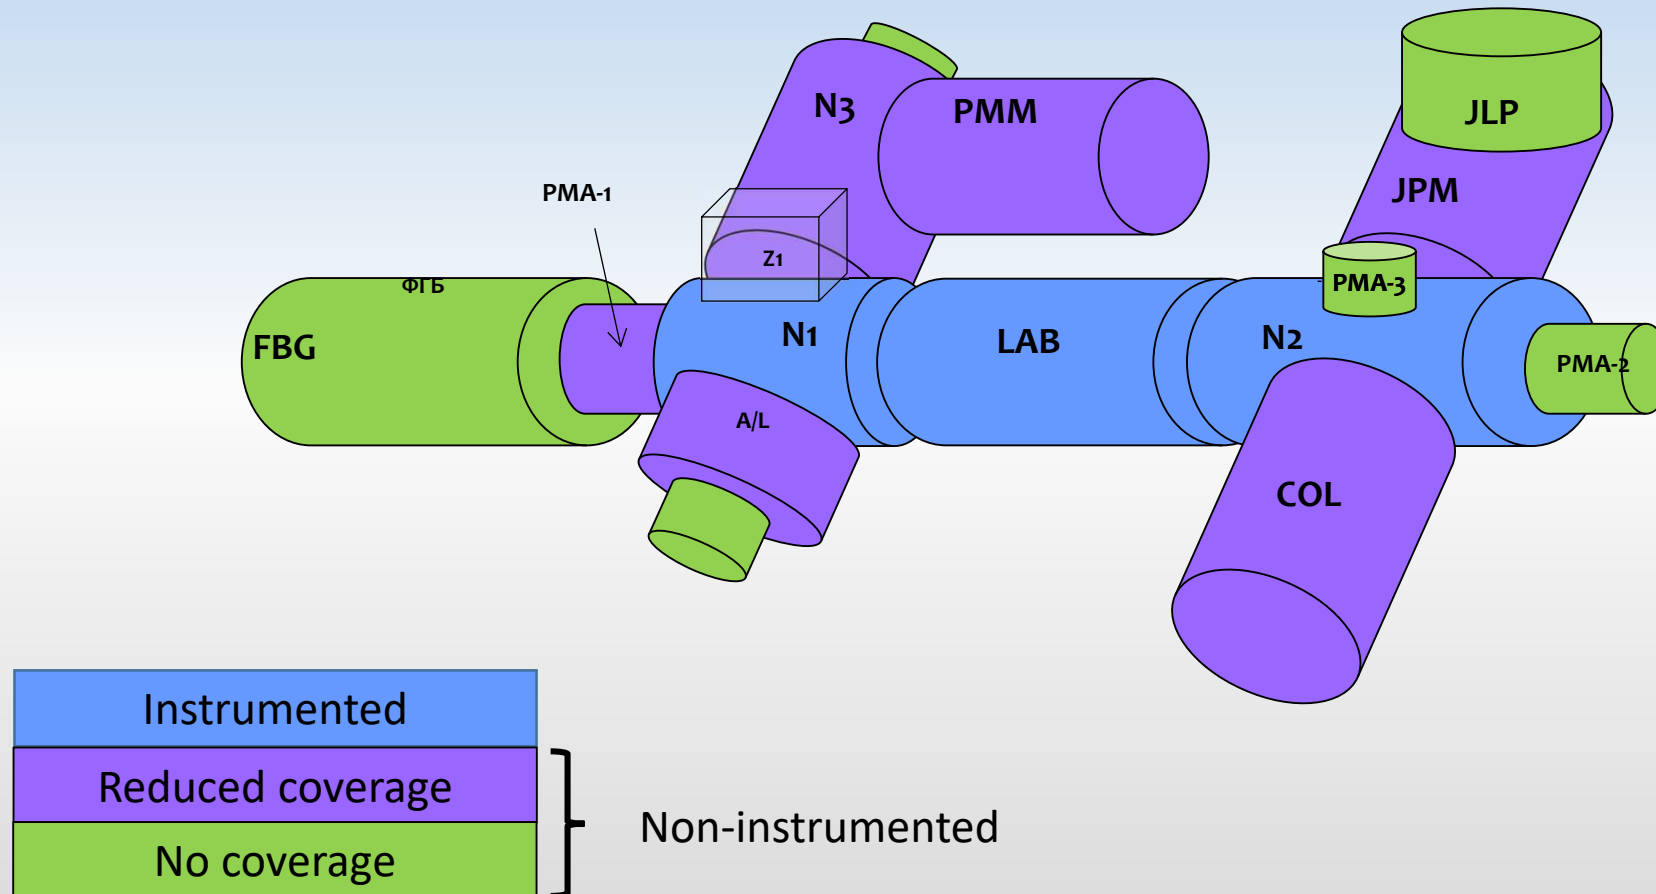 JLP
N3
PMM
PMA-1
JPM
Z1
ФГБ
PMA-3
FBG
N1
LAB
N2
PMA-2
A/L
COL
Instrumented
Reduced coverage
Non-instrumented
No coverage